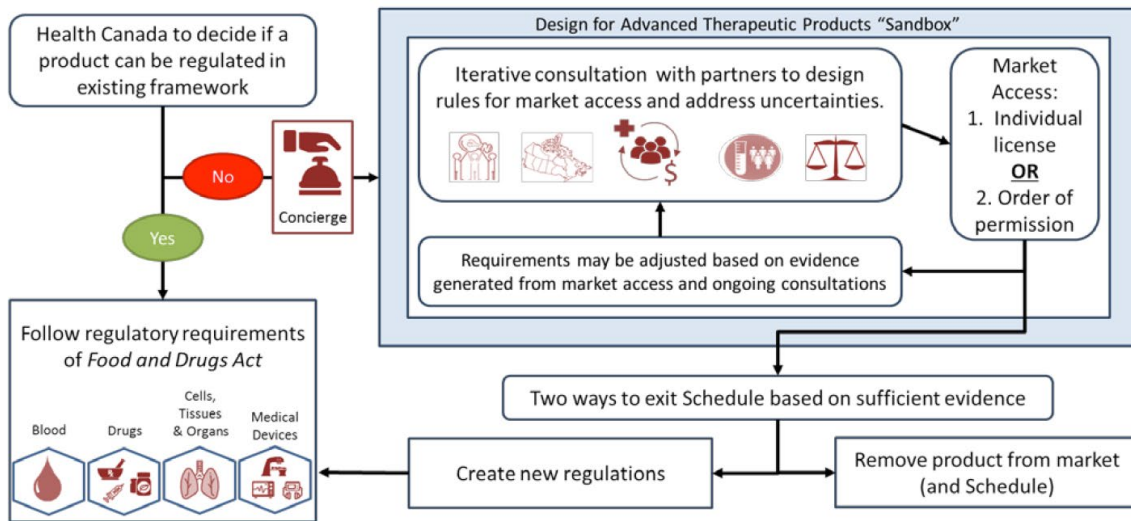 Health Canada to decide if a
product can be regulated in
existing framework
No
Concierge
Yes
Follow regulatory requirements
of Food and Drugs Act
Blood
Drugs
Cells,
Tissues
& Organs
Medical
Devices
Design for Advanced Therapeutic Products “Sandbox”
Iterative consultation with partners to design
rules for market access and address uncertainties.
$
Market
Access:
1. Individual
license
OR
2. Order of
permission
Requirements may be adjusted based on evidence
generated from market access and ongoing consultations
Two ways to exit Schedule based on sufficient evidence
Create new regulations
Remove product from market
(and Schedule)